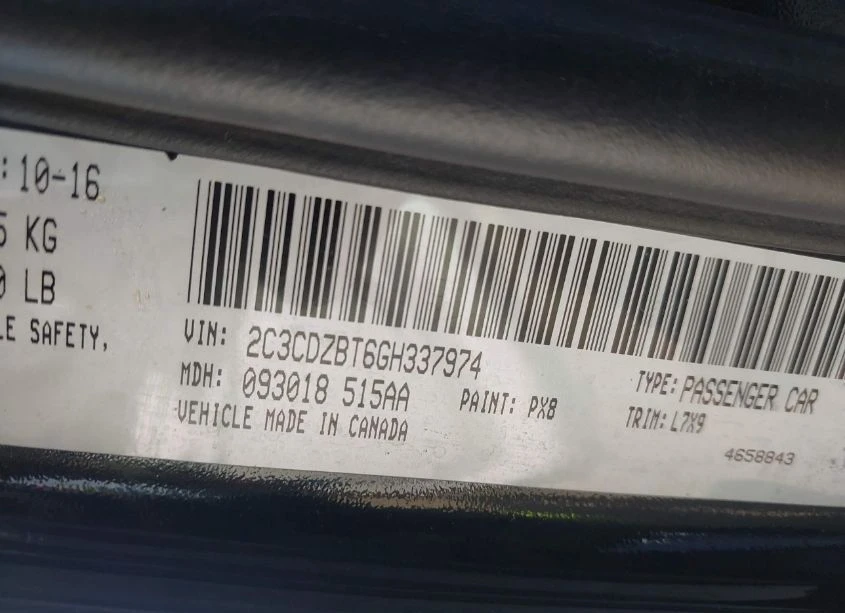 : 10-16
5 KG
0 LB
LE SAFETY,
VIN: 2C3CDZBT6GH337974
MDH: 093018 515AA
PAINT: PX8
VEHICLE MADE IN CANADA
TYPE: PASSENGER CAR
TRIM: L7X9
4658843